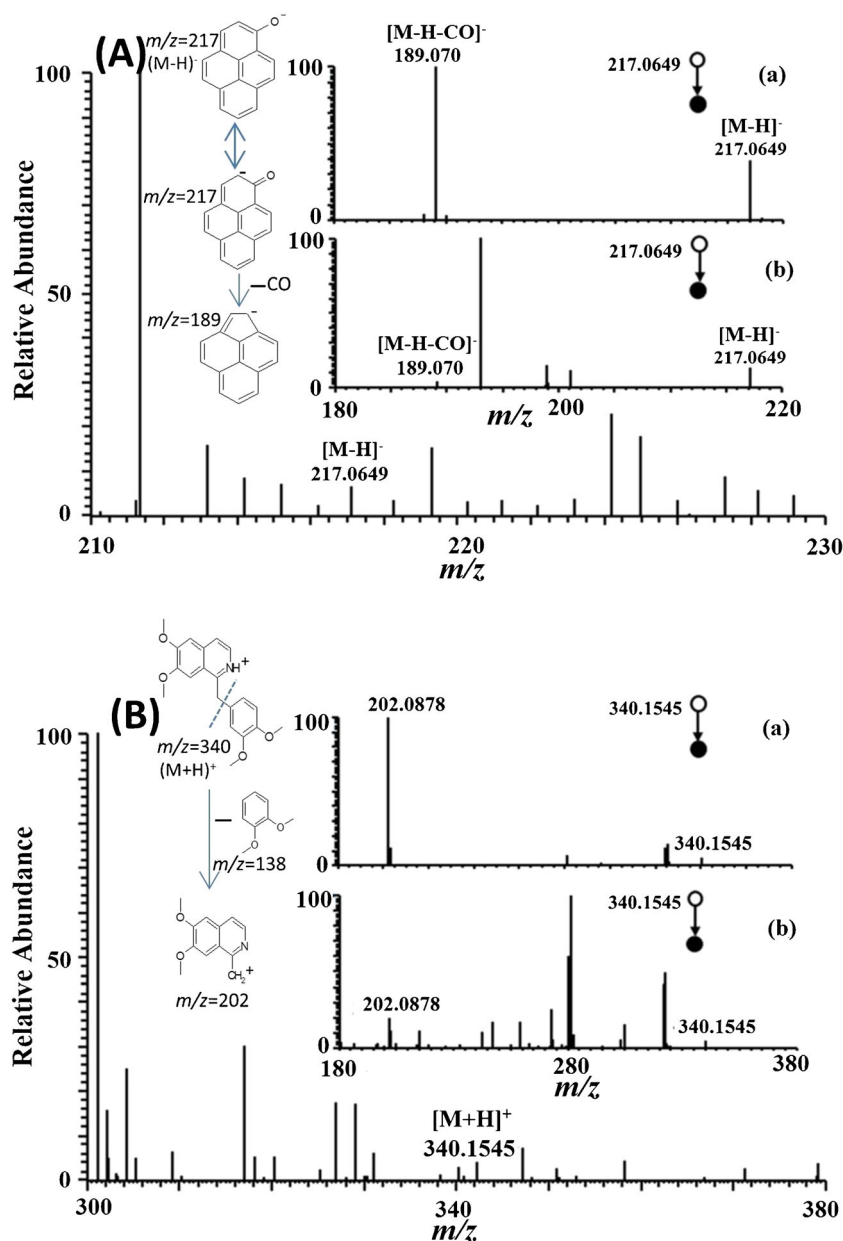 (A)
m/z=217
(M-H)-
O-
m/z=217
-
O
—CO
m/z=189
-
Relative Abundance
100
50
0
[M-H-CO]-
189.070
100
0
217.0649
(a)
[M-H]-
217.0649
100
0
217.0649
(b)
[M-H-CO]-
189.070
[M-H]-
217.0649
180
200
220
m/z
[M-H]-
217.0649
210
220
230
m/z
(B)
O
O
NH+
O
O
m/z=340
(M+H)+
—
O
O
m/z=138
O
O
N
CH2+
m/z=202
Relative Abundance
100
50
0
100
0
202.0878
340.1545
(a)
340.1545
100
0
202.0878
340.1545
(b)
340.1545
180
280
380
m/z
[M+H]+
340.1545
300
340
380
m/z